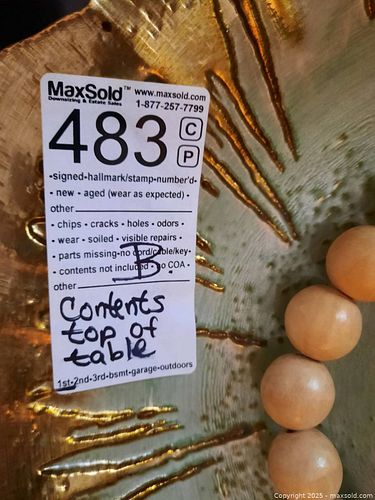 MaxSold™ www.maxsold.com
Downsizing & Estate Sales 1-877-257-7799
483 C
P
•signed-hallmark/stamp-number'd•
• new - aged (wear as expected) •
other
• chips - cracks - holes - odors •
• wear - soiled - visible repairs •
• parts missing-no cord/cable/key•
• contents not included - no COA •
B.
other
Contents
top of
table
1st-2nd-3rd-bsmt-garage-outdoors
© Copyright 2025 - maxsold.com